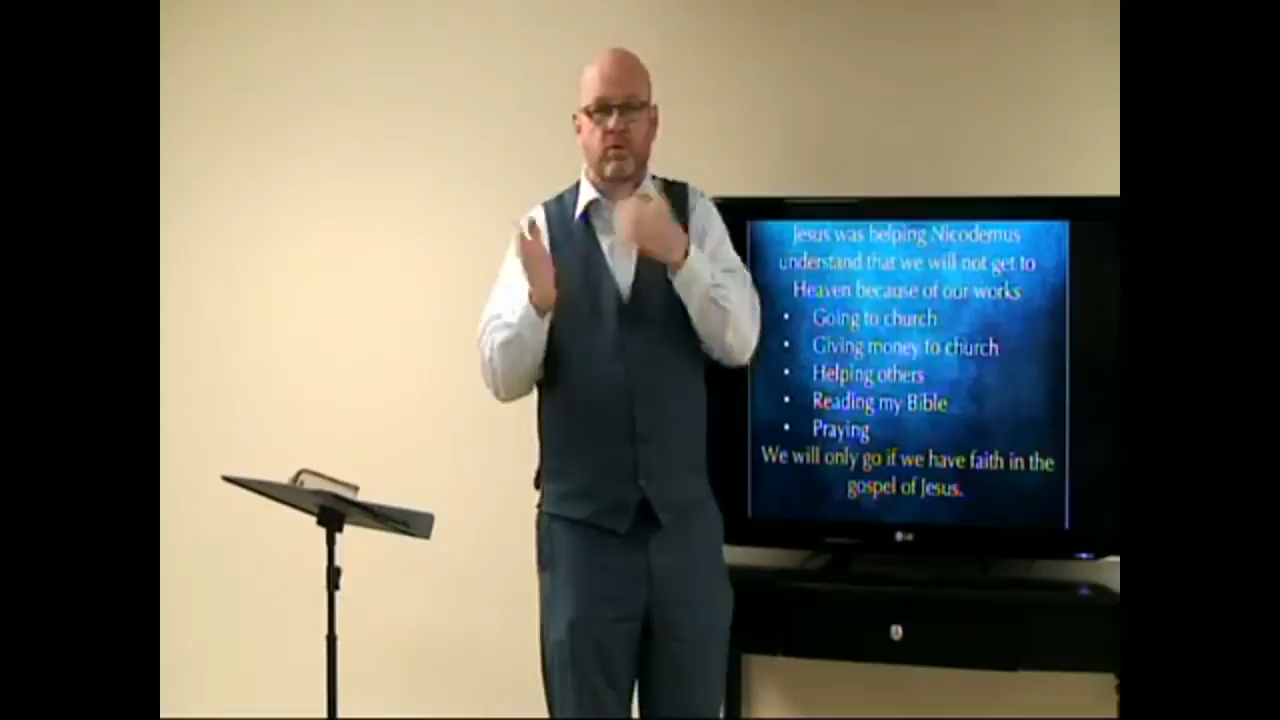 Jesus was helping Nicodemus
understand that we will not get to
Heaven because of our works
• Going to church
• Giving money to church
• Helping others
• Reading my Bible
• Praying
We will only go if we have faith in the
gospel of Jesus.
LG